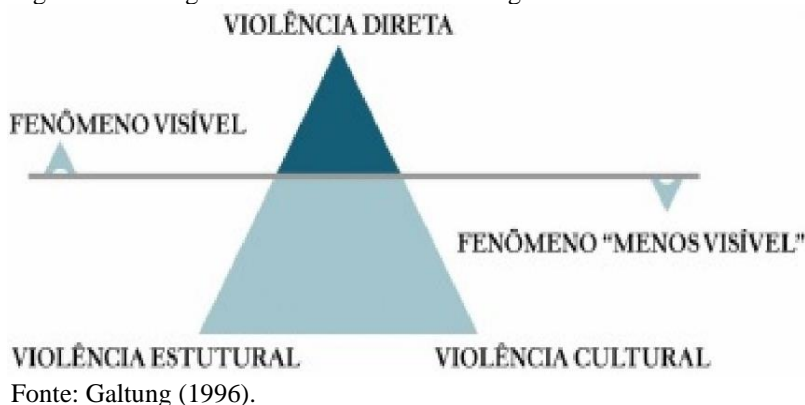 VIOLÊNCIA DIRETA
FENÔMENO VISÍVEL
FENÔMENO “MENOS VISÍVEL”
VIOLÊNCIA ESTUTURAL VIOLÊNCIA CULTURAL
Fonte: Galtung (1996).